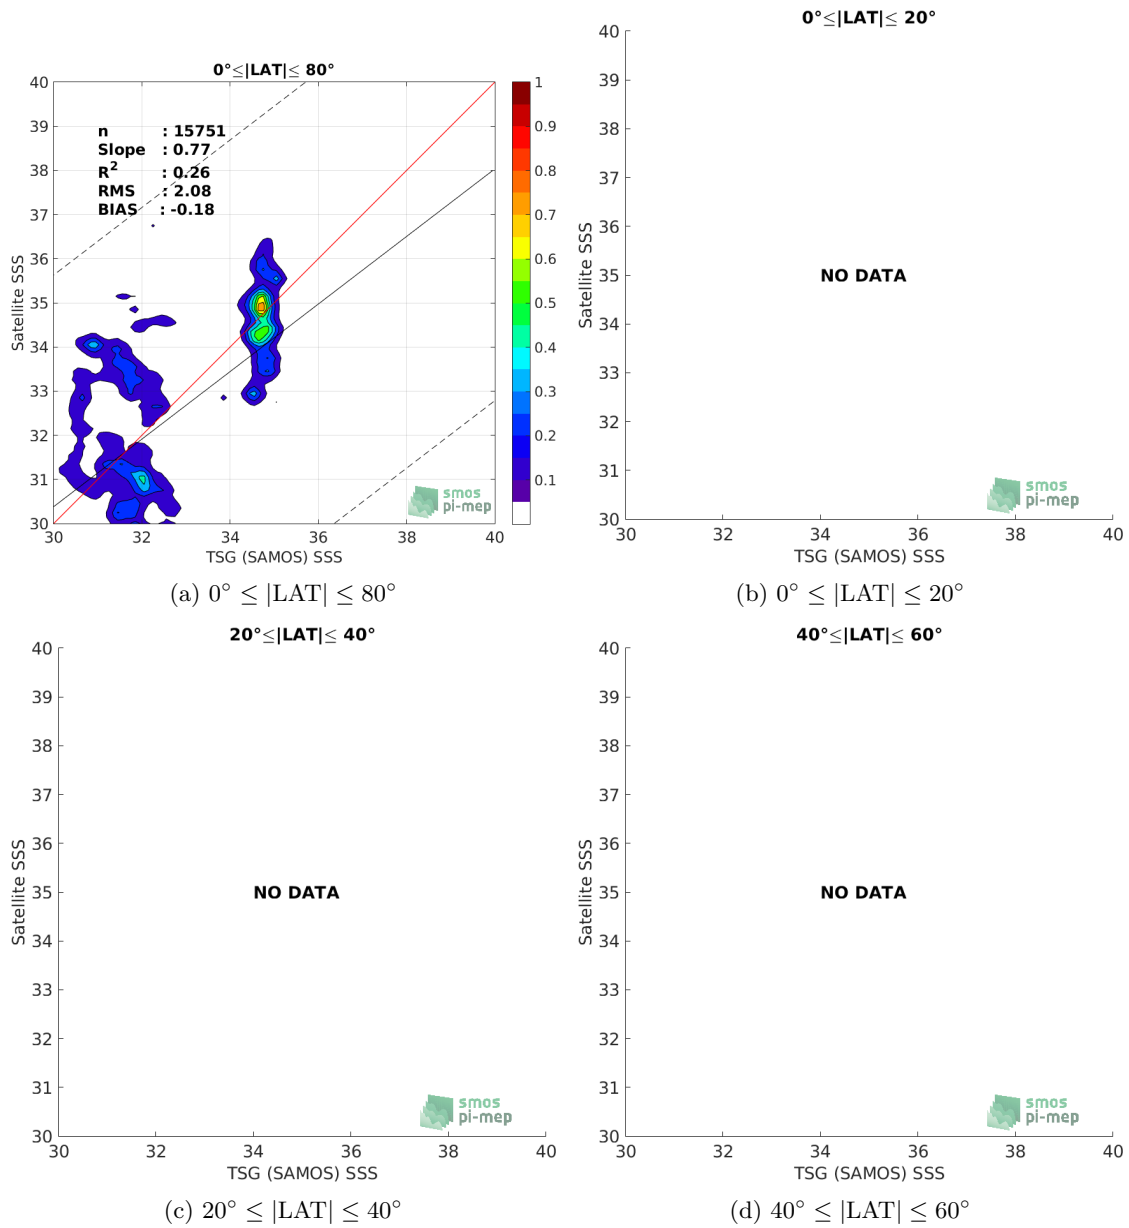 0°≤|LAT|≤ 80°
40
39
38
37
36
35
34
33
32
31
30
Satellite SSS
n : 15751
Slope : 0.77
R² : 0.26
RMS : 2.08
BIAS : -0.18
smos
pi-mep
30 32 34 36 38 40
TSG (SAMOS) SSS
1
0.9
0.8
0.7
0.6
0.5
0.4
0.3
0.2
0.1
(a) 0° ≤ |LAT| ≤ 80°
0°≤|LAT|≤ 20°
40
39
38
37
36
35
34
33
32
31
30
Satellite SSS
NO DATA
smos
pi-mep
30 32 34 36 38 40
TSG (SAMOS) SSS
(b) 0° ≤ |LAT| ≤ 20°
20°≤|LAT|≤ 40°
40
39
38
37
36
35
34
33
32
31
30
Satellite SSS
NO DATA
smos
pi-mep
30 32 34 36 38 40
TSG (SAMOS) SSS
(c) 20° ≤ |LAT| ≤ 40°
40°≤|LAT|≤ 60°
40
39
38
37
36
35
34
33
32
31
30
Satellite SSS
NO DATA
smos
pi-mep
30 32 34 36 38 40
TSG (SAMOS) SSS
(d) 40° ≤ |LAT| ≤ 60°